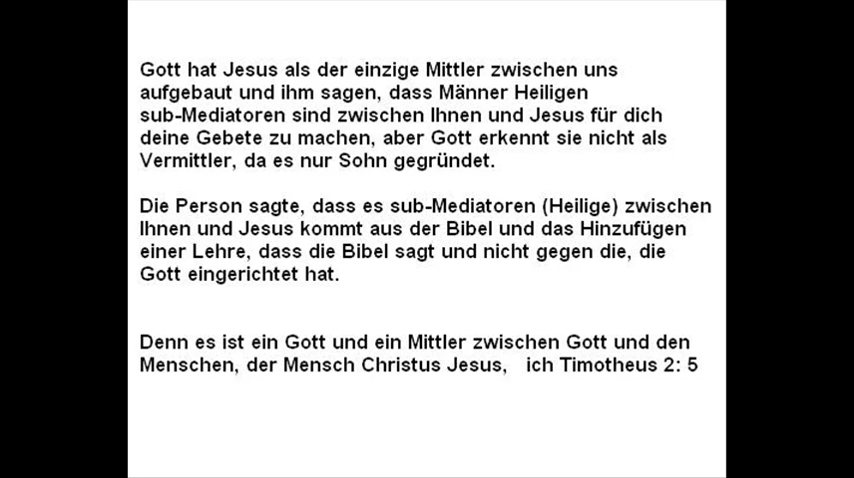 Gott hat Jesus als der einzige Mittler zwischen uns
aufgebaut und ihm sagen, dass Männer Heiligen
sub-Mediatoren sind zwischen Ihnen und Jesus für dich
deine Gebete zu machen, aber Gott erkennt sie nicht als
Vermittler, da es nur Sohn gegründet.
Die Person sagte, dass es sub-Mediatoren (Heilige) zwischen
Ihnen und Jesus kommt aus der Bibel und das Hinzufügen
einer Lehre, dass die Bibel sagt und nicht gegen die, die
Gott eingerichtet hat.
Denn es ist ein Gott und ein Mittler zwischen Gott und den
Menschen, der Mensch Christus Jesus, ich Timotheus 2: 5